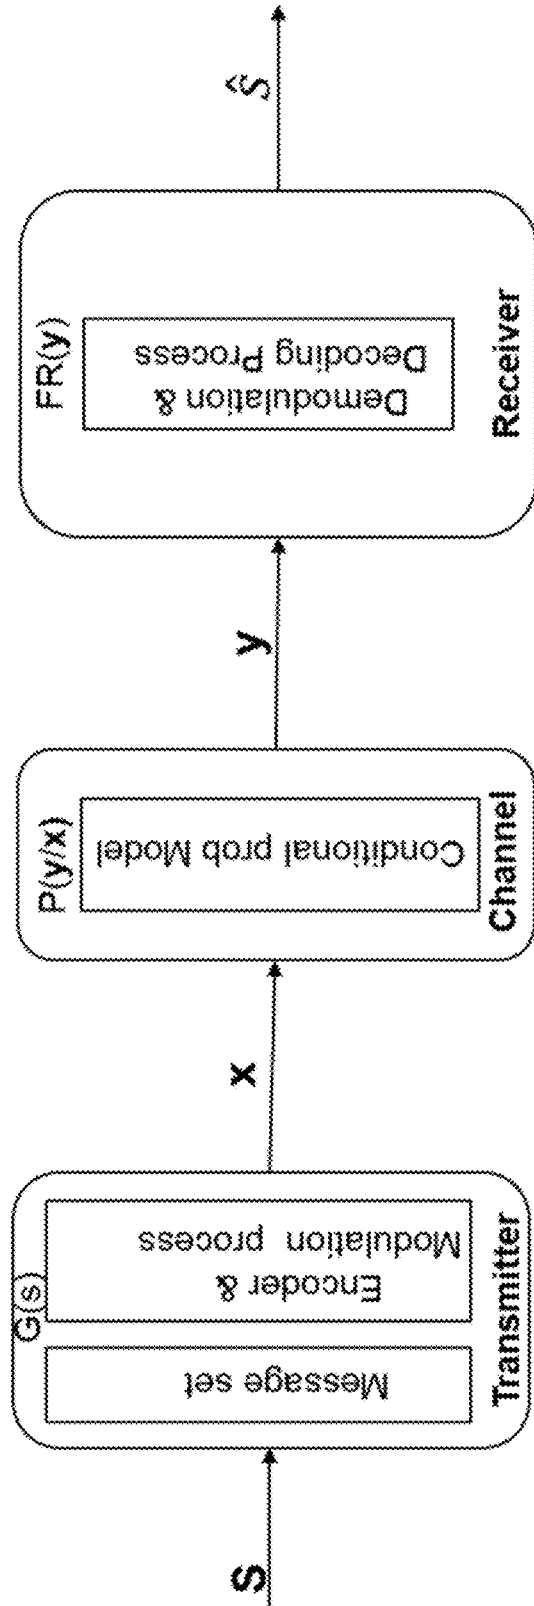 S
G(s)
Message set
Encoder &
Modulation process
Transmitter
x
P(y/x)
Conditional prob Model
Channel
y
FR(y)
Demodulation &
Decoding Process
Receiver
Ŝ